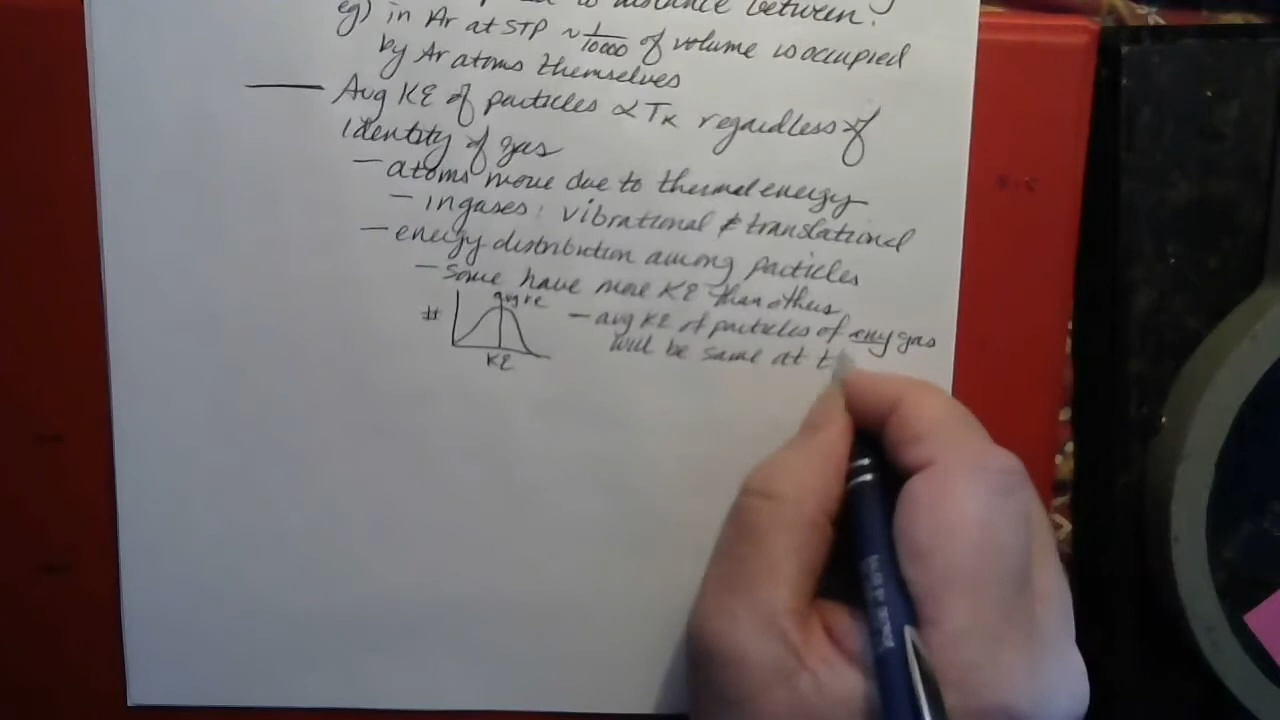 distance between.
eg) in Ar at STP ~ 1/10000 of volume is occupied
by Ar atoms themselves
— Avg KE of particles ∝ TK regardless of
identity of gas
— atoms move due to thermal energy
— in gases: vibrational & translational
— energy distribution among particles
— some have more KE than others
avg KE
#
KE
— avg KE of particles of any gas
will be same at t